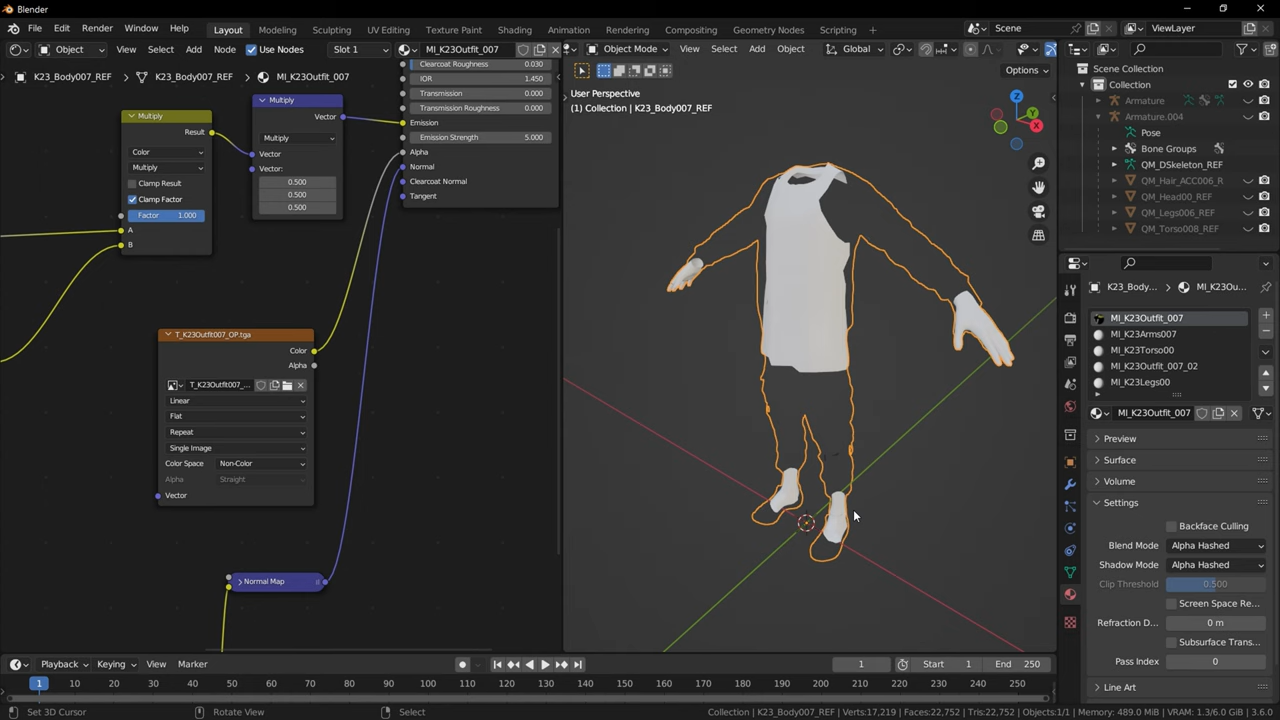 Blender
File Edit Render Window Help Layout Modeling Sculpting UV Editing Texture Paint Shading Animation Rendering Compositing Geometry Nodes Scripting Scene ViewLayer
Object View Select Add Node Use Nodes Slot 1 MI_K23Outfit_007 Object Mode View Select Add Object Global
K23_Body007_REF K23_Body007_REF MI_K23Outfit_007
Options
Clearcoat Roughness 0.030
IOR 1.450
Transmission 0.000
Transmission Roughness 0.000
Emission
Emission Strength 5.000
Alpha
Normal
Clearcoat Normal
Tangent
Multiply
Result
Color
Multiply
Clamp Result
Clamp Factor
Factor 1.000
A
B
Multiply
Vector
Multiply
Vector
Vector:
0.500
0.500
0.500
T_K23Outfit007_OP.tga
Color
Alpha
T_K23Outfit007_...
Linear
Flat
Repeat
Single Image
Color Space Non-Color
Alpha Straight
Vector
Normal Map
User Perspective
(1) Collection | K23_Body007_REF
Z
X
Scene Collection
Collection
Armature
Armature.004
Pose
Bone Groups
QM_DSkeleton_REF
QM_Hair_ACC006_R
QM_Head00_REF
QM_Legs006_REF
QM_Torso008_REF
K23_Body... MI_K23Ou...
MI_K23Outfit_007
MI_K23Arms007
MI_K23Torso00
MI_K23Outfit_007_02
MI_K23Legs00
MI_K23Outfit_007
Preview
Surface
Volume
Settings
Backface Culling
Blend Mode Alpha Hashed
Shadow Mode Alpha Hashed
Clip Threshold 0.500
Screen Space Re...
Refraction D... 0 m
Subsurface Trans...
Pass Index 0
Line Art
Playback Keying View Marker 1 Start 1 End 250
1 10 20 30 40 50 60 70 80 90 100 110 120 130 140 150 160 170 180 190 200 210 220 230 240 250
Set 3D Cursor Rotate View Select Collection | K23_Body007_REF | Verts:17,219 | Faces:22,752 | Tris:22,752 | Objects:1/1 | Memory: 489.0 MiB | VRAM: 1.3/6.0 GiB | 3.6.0